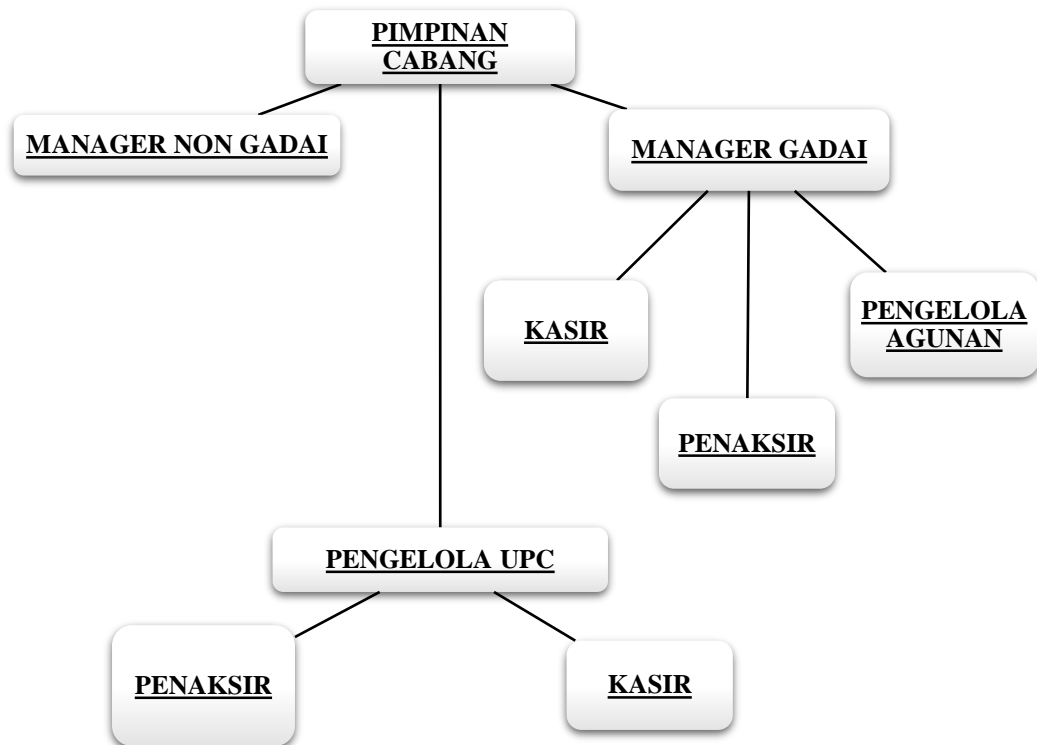 PIMPINAN
CABANG
MANAGER NON GADAI
MANAGER GADAI
KASIR
PENGELOLA
AGUNAN
PENAKSIR
PENGELOLA UPC
PENAKSIR
KASIR